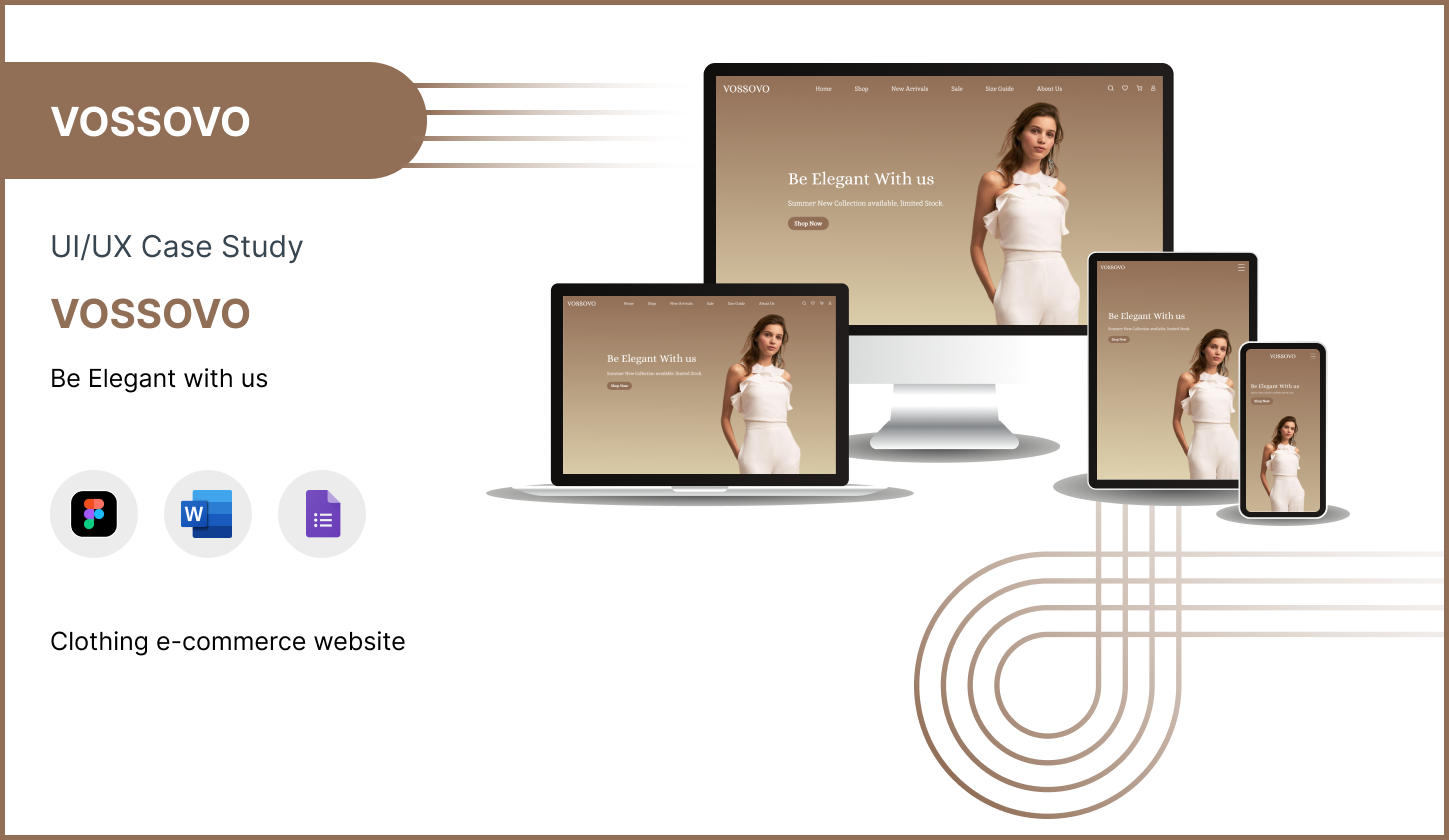 VOSSOVO
UI/UX Case Study
VOSSOVO
Be Elegant with us
W
Clothing e-commerce website
VOSSOVO
Home Shop New Arrivals Sale Size Guide About Us
Be Elegant With us
Summer New Collection available, limited Stock.
Shop Now
VOSSOVO
Home Shop New Arrivals Sale Size Guide About Us
Be Elegant With us
Summer New Collection available, limited Stock.
Shop Now
VOSSOVO
Be Elegant With us
Summer New Collection available, limited Stock.
Shop Now
VOSSOVO
Be Elegant With us
Shop Now